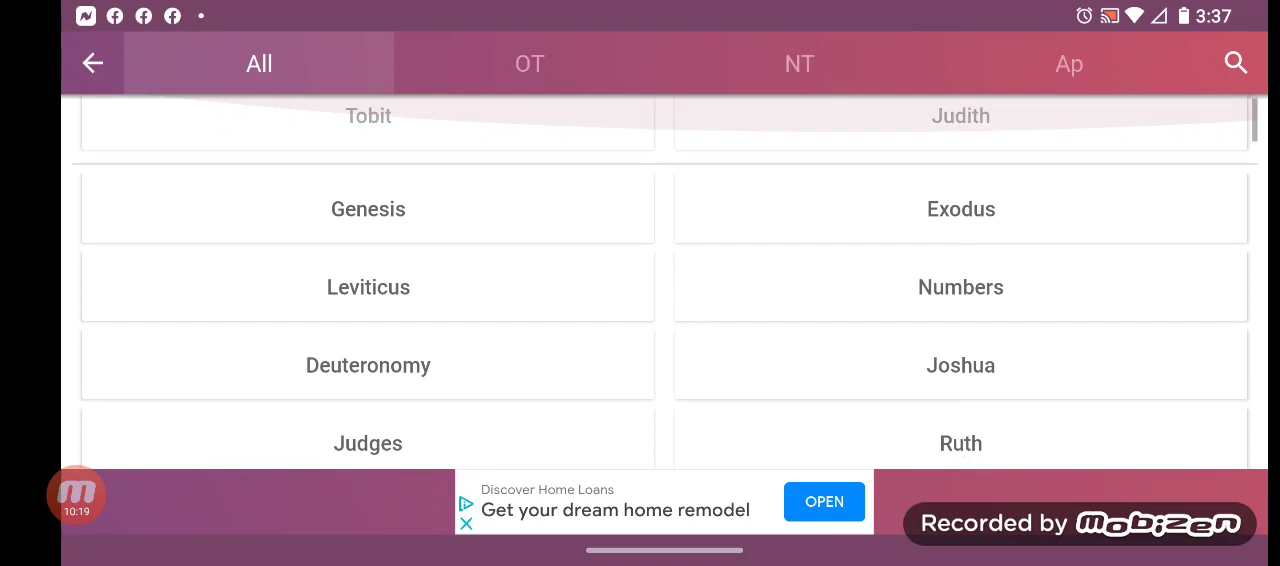 3:37
All OT NT Ap
Tobit Judith
Genesis Exodus
Leviticus Numbers
Deuteronomy Joshua
Judges Ruth
Discover Home Loans
Get your dream home remodel
OPEN
10:19
Recorded by mobizen